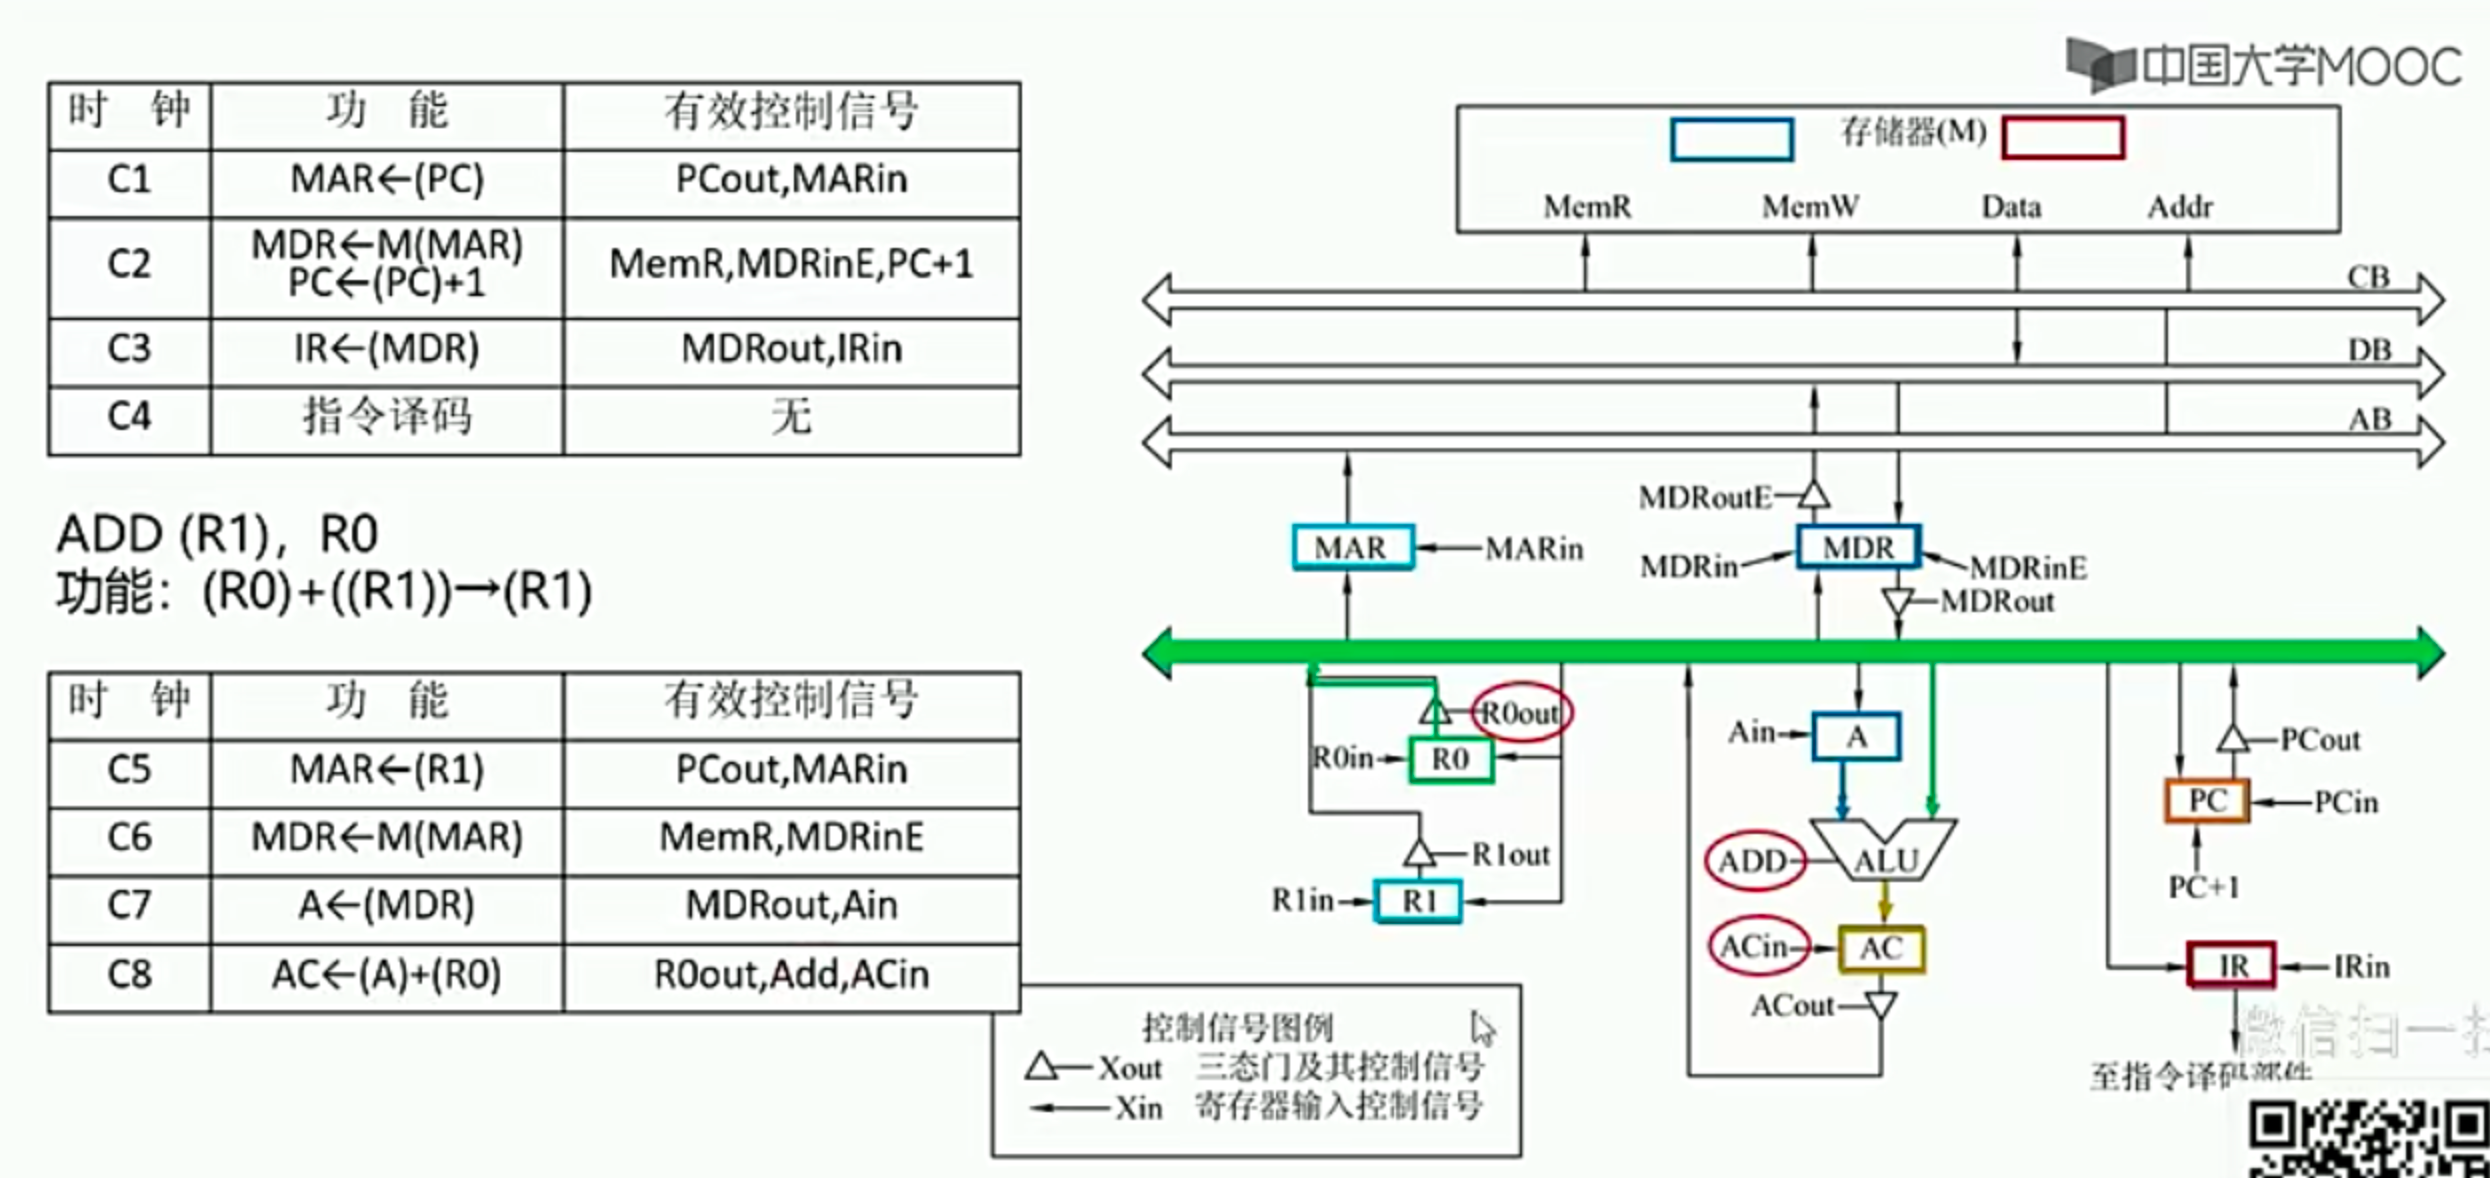 中国大学MOOC
时 钟 功 能 有效控制信号
C1 MAR←(PC) PCout,MARin
C2 MDR←M(MAR) PC←(PC)+1 MemR,MDRinE,PC+1
C3 IR←(MDR) MDRout,IRin
C4 指令译码 无
ADD (R1), R0
功能：(R0)+((R1))→(R1)
时 钟 功 能 有效控制信号
C5 MAR←(R1) PCout,MARin
C6 MDR←M(MAR) MemR,MDRinE
C7 A←(MDR) MDRout,Ain
C8 AC←(A)+(R0) R0out,Add,ACin
存储器(M)
MemR MemW Data Addr
CB
DB
AB
MDRoutE
MAR MARin MDR
MDRin MDRinE
MDRout
R0out
R0in R0
R1out
R1in R1
Ain A
ADD ALU
ACin AC
ACout
PCout
PC PCin
PC+1
IR IRin
至指令译码部件
控制信号图例
Xout 三态门及其控制信号
Xin 寄存器输入控制信号
微信扫一扫